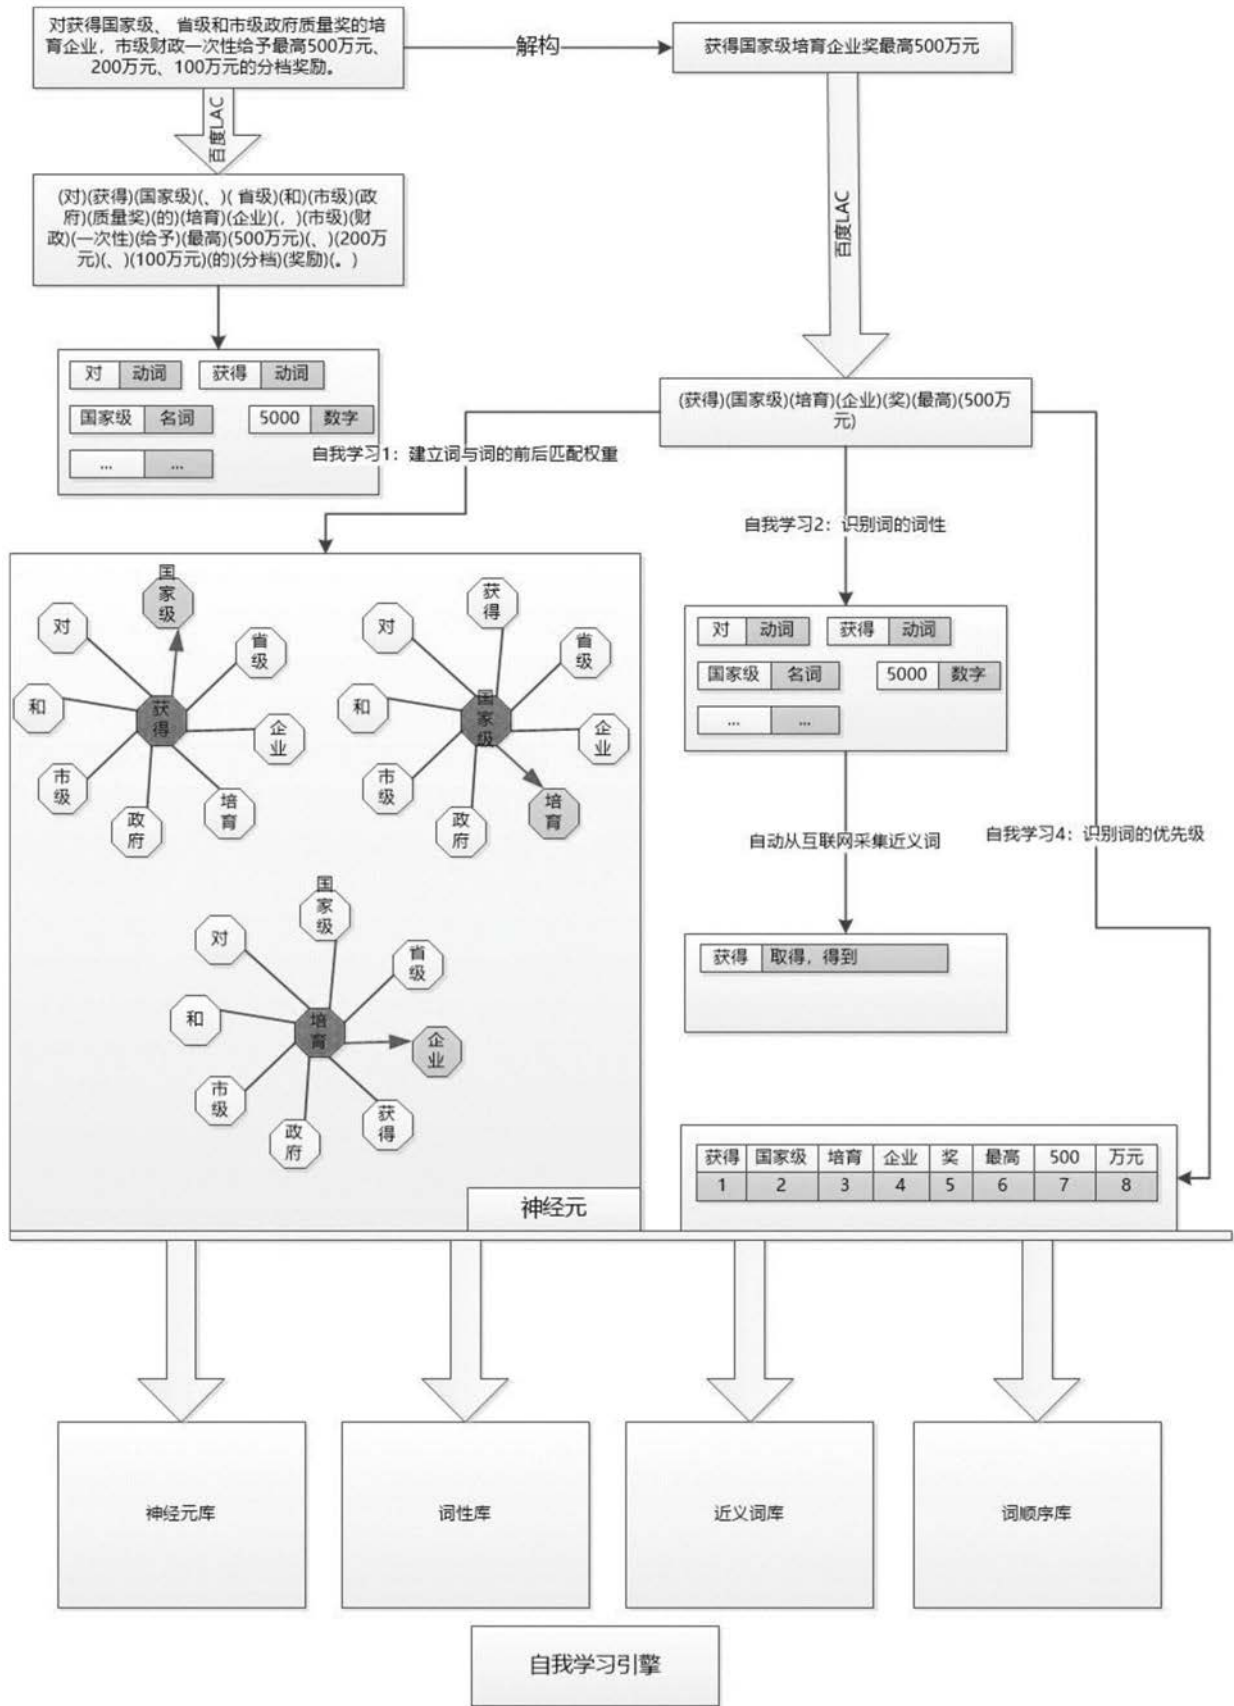 对获得国家级、 省级和市级政府质量奖的培
育企业，市级财政一次性给予最高500万元、
200万元、100万元的分档奖励。
解构
获得国家级培育企业奖最高500万元
百度LAC
百度LAC
(对)(获得)(国家级)(、)( 省级)(和)(市级)(政
府)(质量奖)(的)(培育)(企业)(，)(市级)(财
政)(一次性)(给予)(最高)(500万元)(、)(200万
元)(、)(100万元)(的)(分档)(奖励)(。)
对 动词 获得 动词
国家级 名词 5000 数字
... ...
(获得)(国家级)(培育)(企业)(奖)(最高)(500万
元)
自我学习1：建立词与词的前后匹配权重
自我学习2：识别词的词性
对 动词 获得 动词
国家级 名词 5000 数字
... ...
自动从互联网采集近义词
自我学习4：识别词的优先级
获得 取得，得到
国家级
对
省级
和
获得
企业
市级
政府
培育
获得
对
省级
和
国家级
企业
市级
政府
培育
国家级
对
省级
和
培育
企业
市级
政府
获得
神经元
获得 国家级 培育 企业 奖 最高 500 万元
1 2 3 4 5 6 7 8
神经元库
词性库
近义词库
词顺序库
自我学习引擎